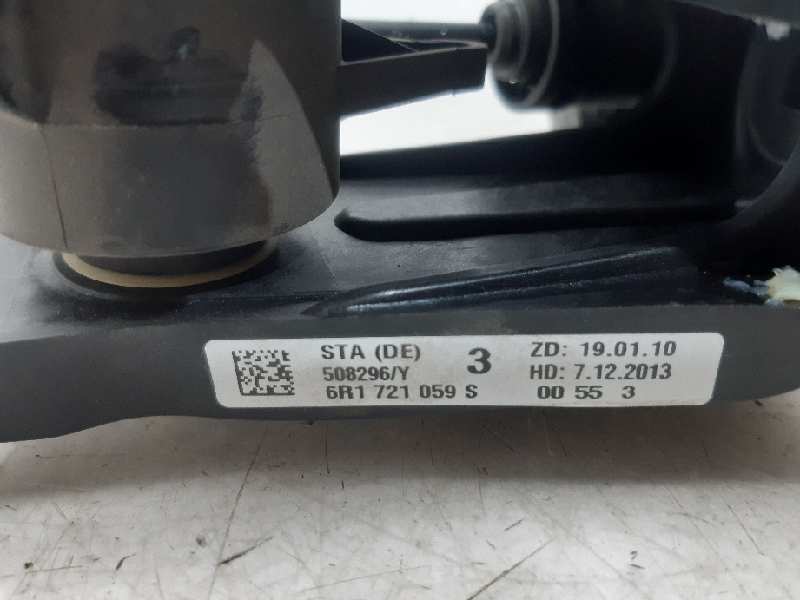 STA (DE) 3 ZD: 19.01.10
508296/Y HD: 7.12.2013
6R1 721 059 S 00 55 3